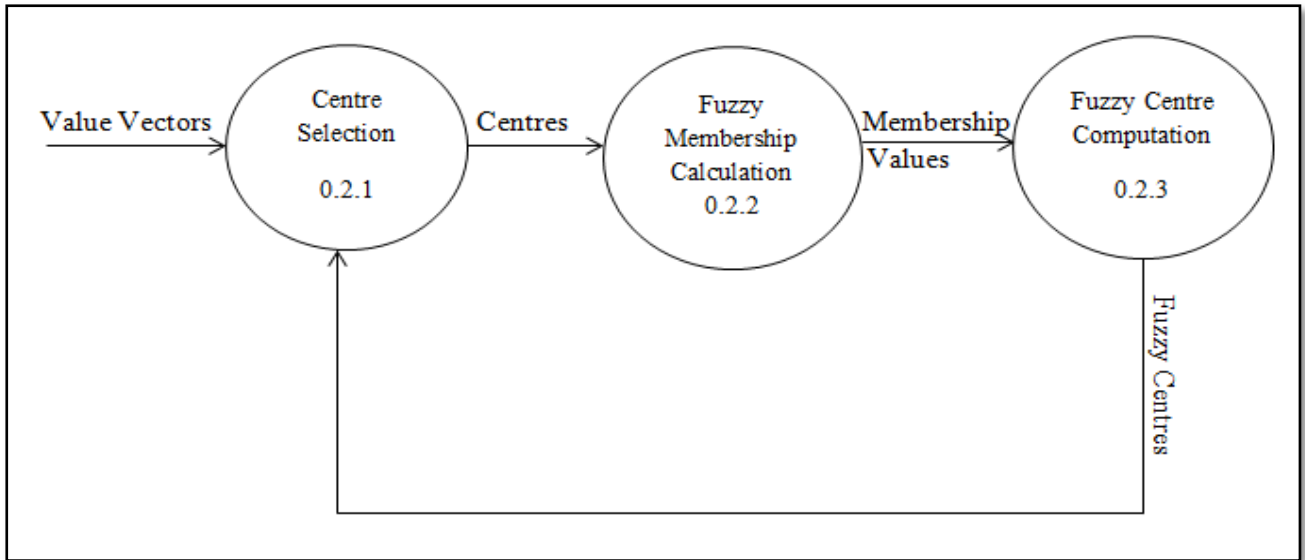 Value Vectors
Centre
Selection
0.2.1
Centres
Fuzzy
Membership
Calculation
0.2.2
Membership
Values
Fuzzy Centre
Computation
0.2.3
Fuzzy Centres